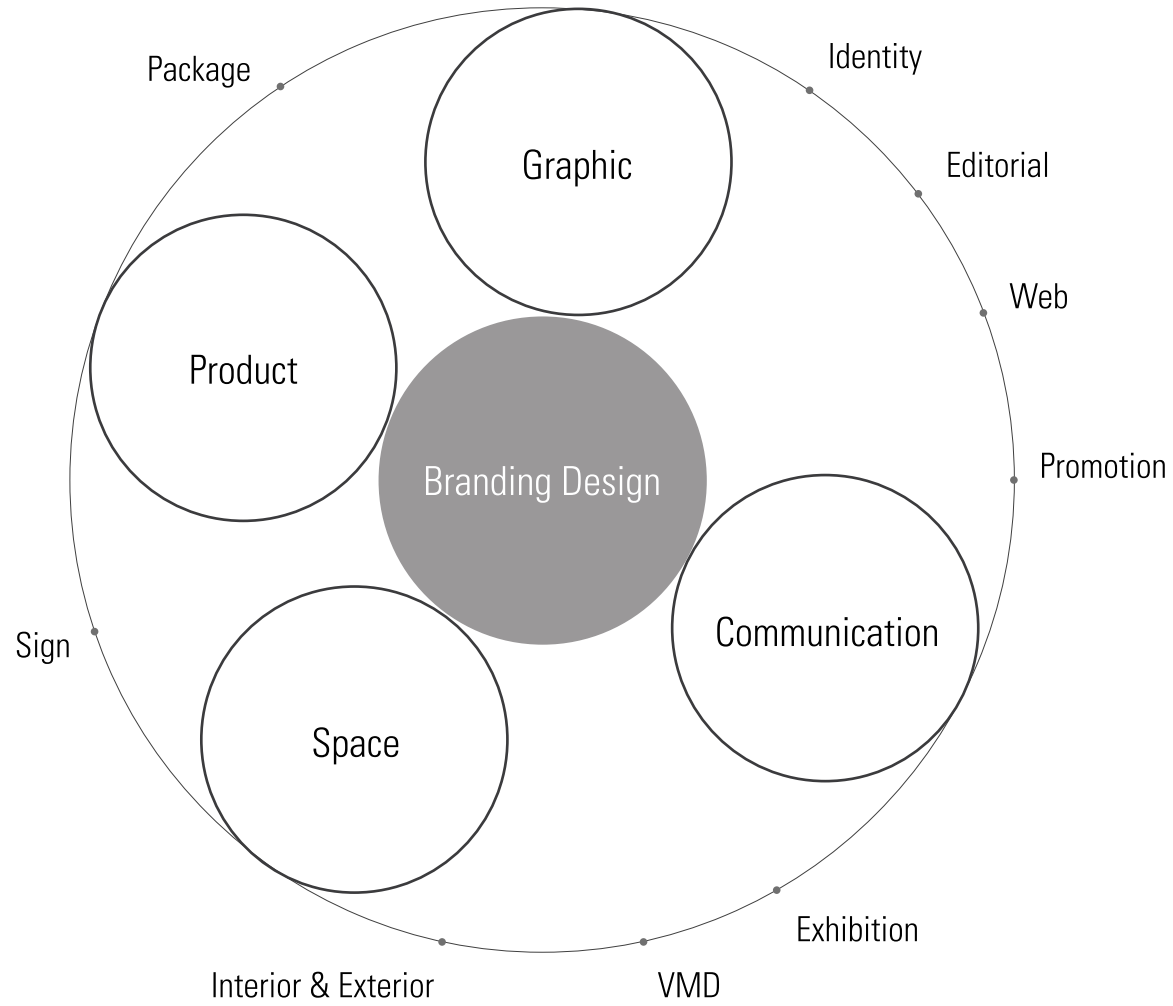 Package
Identity
Graphic
Editorial
Web
Product
Branding Design
Promotion
Communication
Sign
Space
Exhibition
Interior & Exterior
VMD